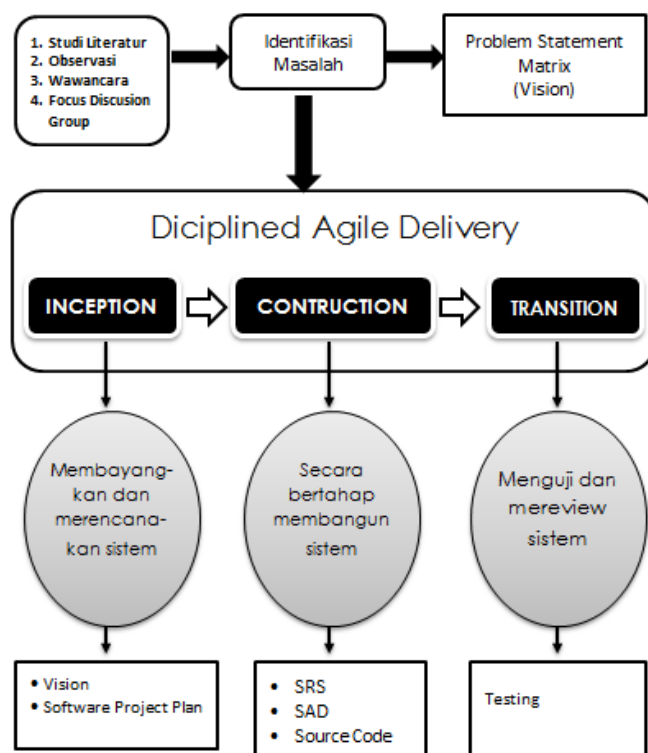 1. Studi Literatur
2. Observasi
3. Wawancara
4. Focus Discusion
Group
Identifikasi
Masalah
Problem Statement
Matrix
(Vision)
Diciplined Agile Delivery
INCEPTION
CONTRUCTION
TRANSITION
Membayang-
kan dan
merencana-
kan sistem
Secara
bertahap
membangun
sistem
Menguji dan
mereview
sistem
• Vision
• Software Project Plan
• SRS
• SAD
• Source Code
Testing